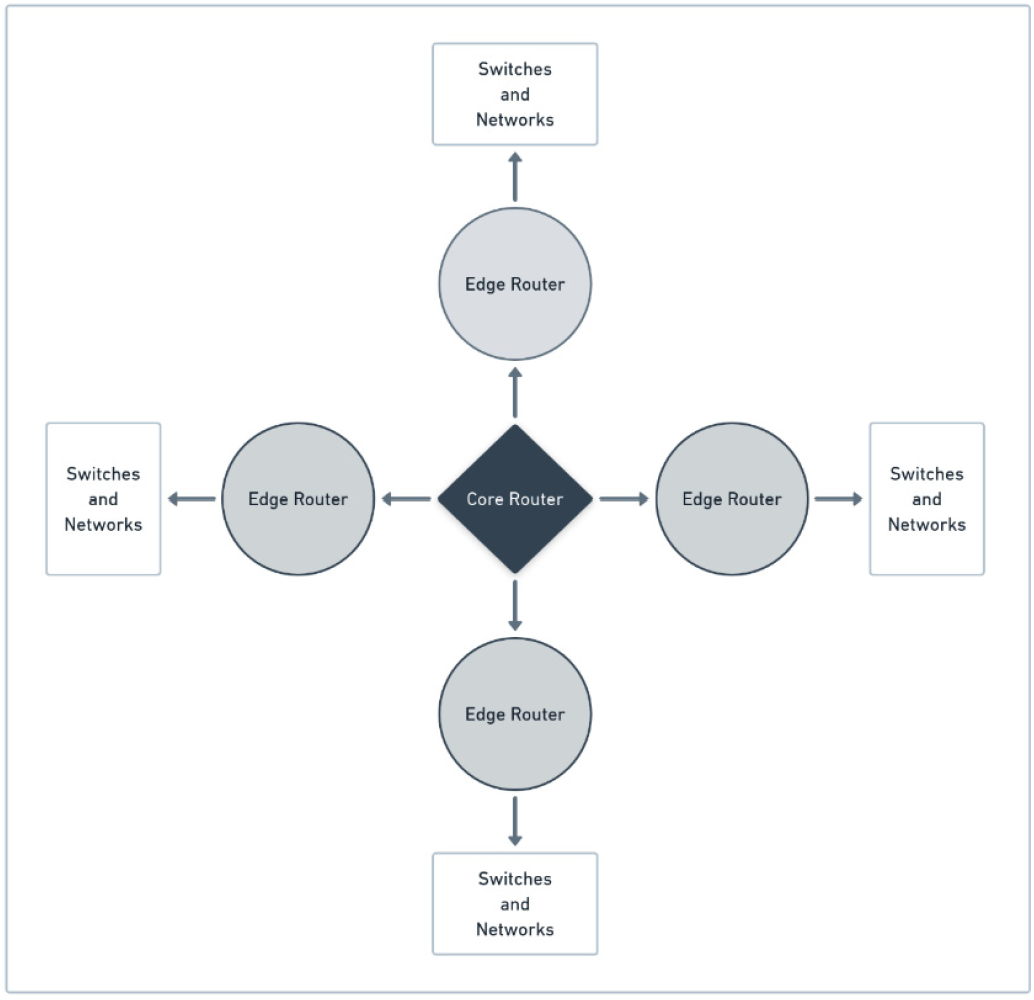 Switches
and
Networks
Edge Router
Switches
and
Networks
Edge Router
Core Router
Edge Router
Switches
and
Networks
Edge Router
Switches
and
Networks